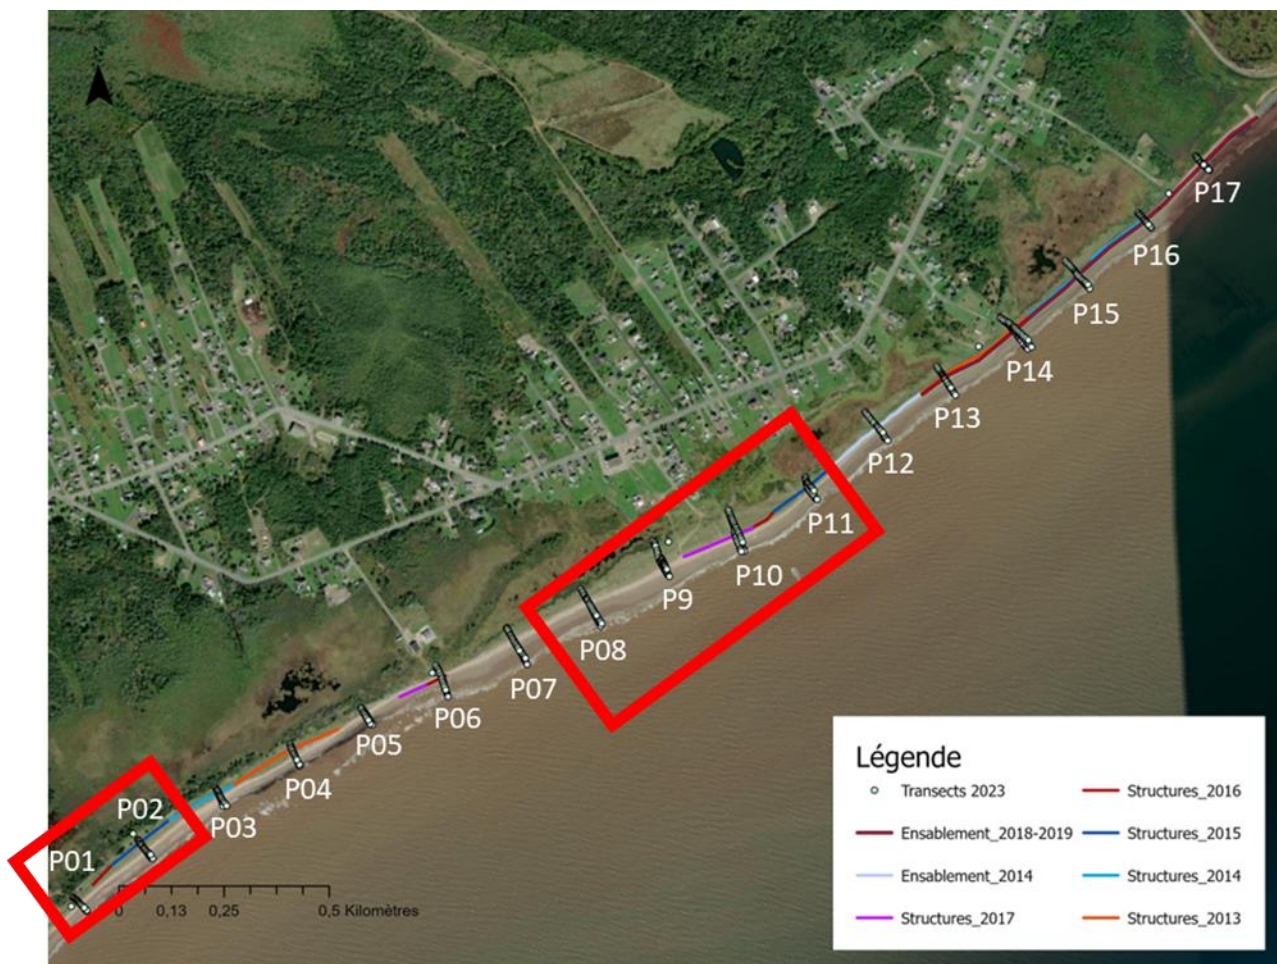 P17
P16
P15
P14
P13
P12
P11
P10
P9
P08
P07
P06
P05
P04
P03
P02
P01
0 0,13 0,25 0,5 Kilomètres
Légende
Transects 2023
Ensablement_2018-2019
Ensablement_2014
Structures_2017
Structures_2016
Structures_2015
Structures_2014
Structures_2013